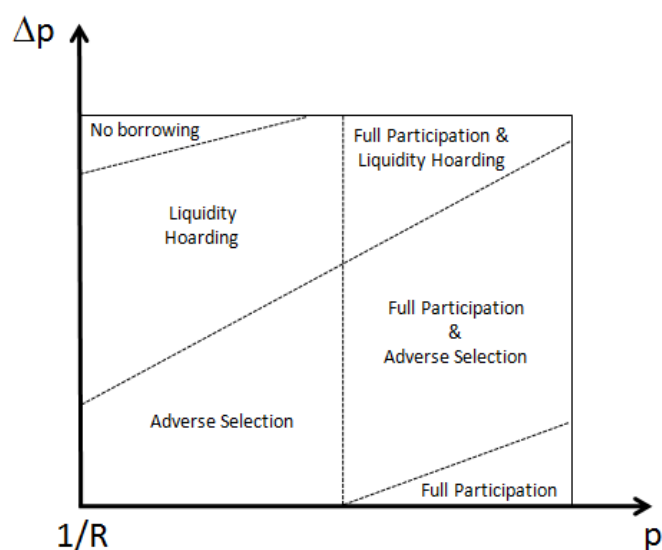 Δp
No borrowing
Full Participation &
Liquidity Hoarding
Liquidity
Hoarding
Full Participation
&
Adverse Selection
Adverse Selection
Full Participation
1/R
p